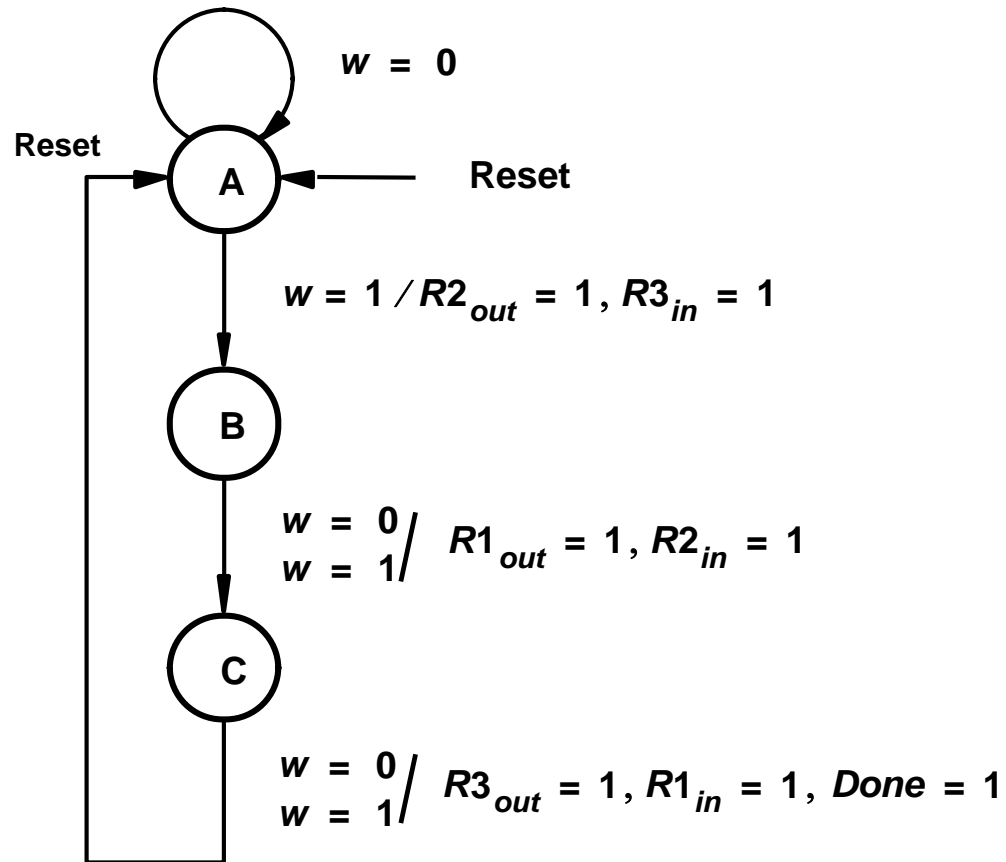 w = 0
Reset
A
Reset
w = 1 / R2out = 1, R3in = 1
B
w = 0
w = 1 / R1out = 1, R2in = 1
C
w = 0
w = 1 / R3out = 1, R1in = 1, Done = 1